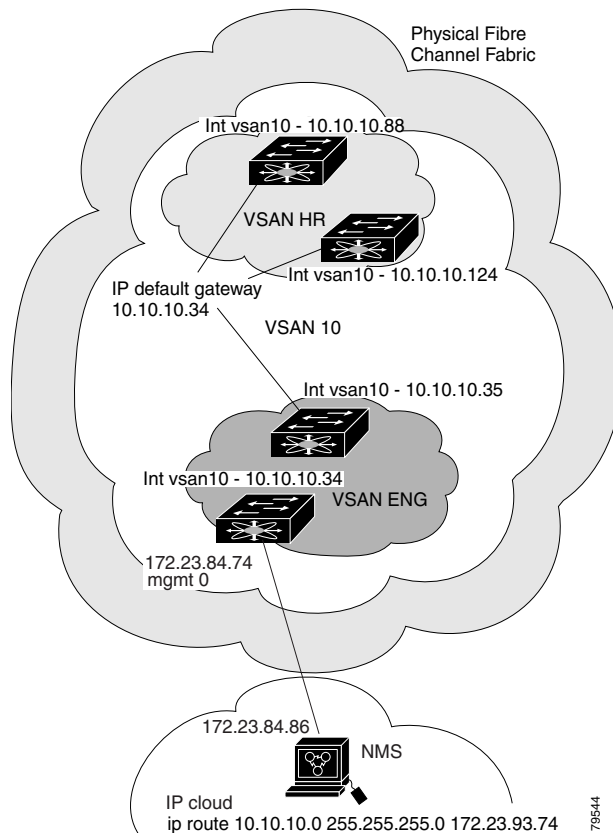 Physical Fibre
Channel Fabric
Int vsan10 - 10.10.10.88
VSAN HR
Int vsan10 - 10.10.10.124
IP default gateway
10.10.10.34
VSAN 10
Int vsan10 - 10.10.10.35
Int vsan10 - 10.10.10.34
VSAN ENG
172.23.84.74
mgmt 0
172.23.84.86
NMS
IP cloud
ip route 10.10.10.0 255.255.255.0 172.23.93.74
79544